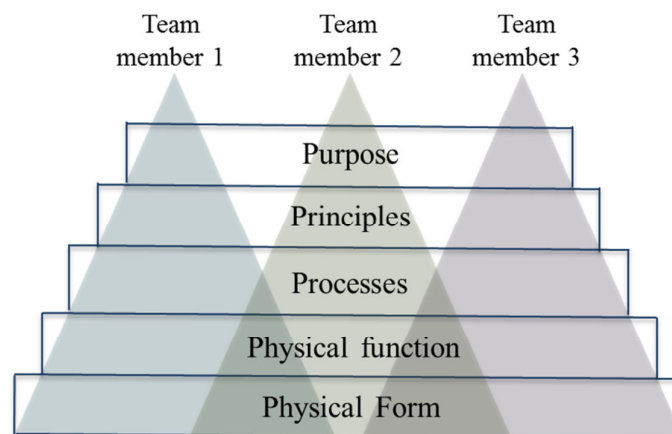 Team Team Team
member 1 member 2 member 3
Purpose
Principles
Processes
Physical function
Physical Form